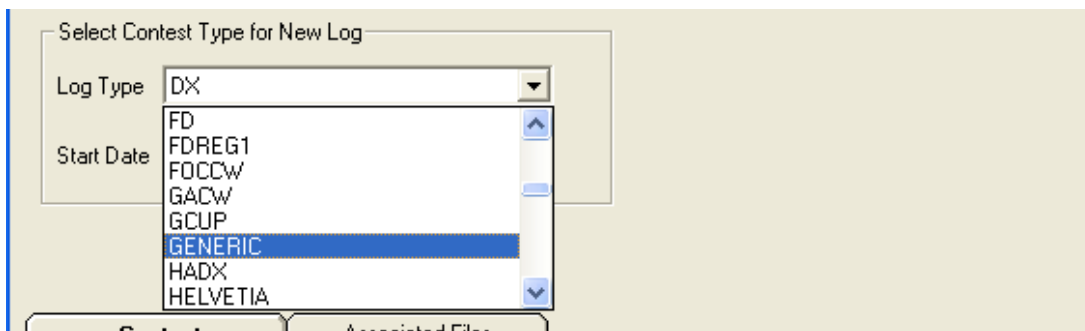 Select Contest Type for New Log
Log Type DX
FD
FDREG1
Start Date
FOCCW
GACW
GCUP
GENERIC
HADX
HELVETIA
Associated Files